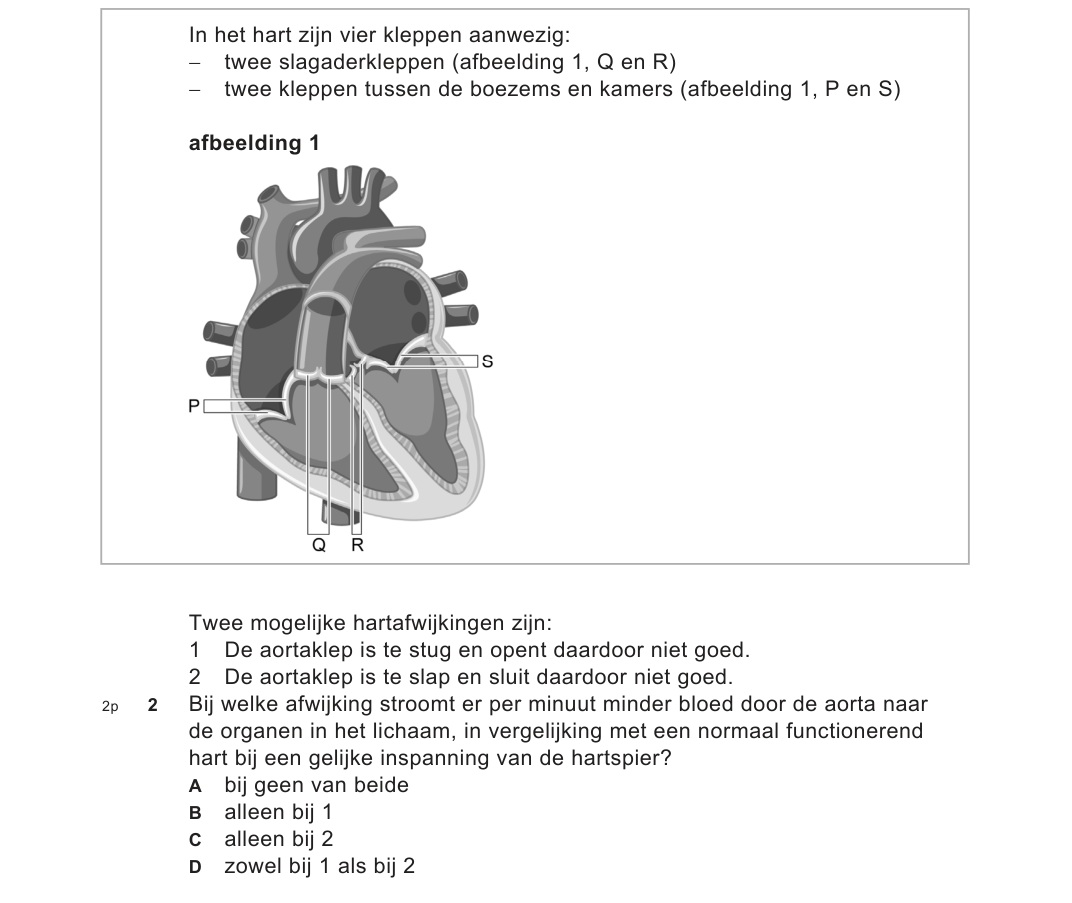 In het hart zijn vier kleppen aanwezig:
– twee slagaderkleppen (afbeelding 1, Q en R)
– twee kleppen tussen de boezems en kamers (afbeelding 1, P en S)
afbeelding 1
S
P
Q R
Twee mogelijke hartafwijkingen zijn:
1 De aortaklep is te stug en opent daardoor niet goed.
2 De aortaklep is te slap en sluit daardoor niet goed.
2p 2 Bij welke afwijking stroomt er per minuut minder bloed door de aorta naar
de organen in het lichaam, in vergelijking met een normaal functionerend
hart bij een gelijke inspanning van de hartspier?
A bij geen van beide
B alleen bij 1
C alleen bij 2
D zowel bij 1 als bij 2